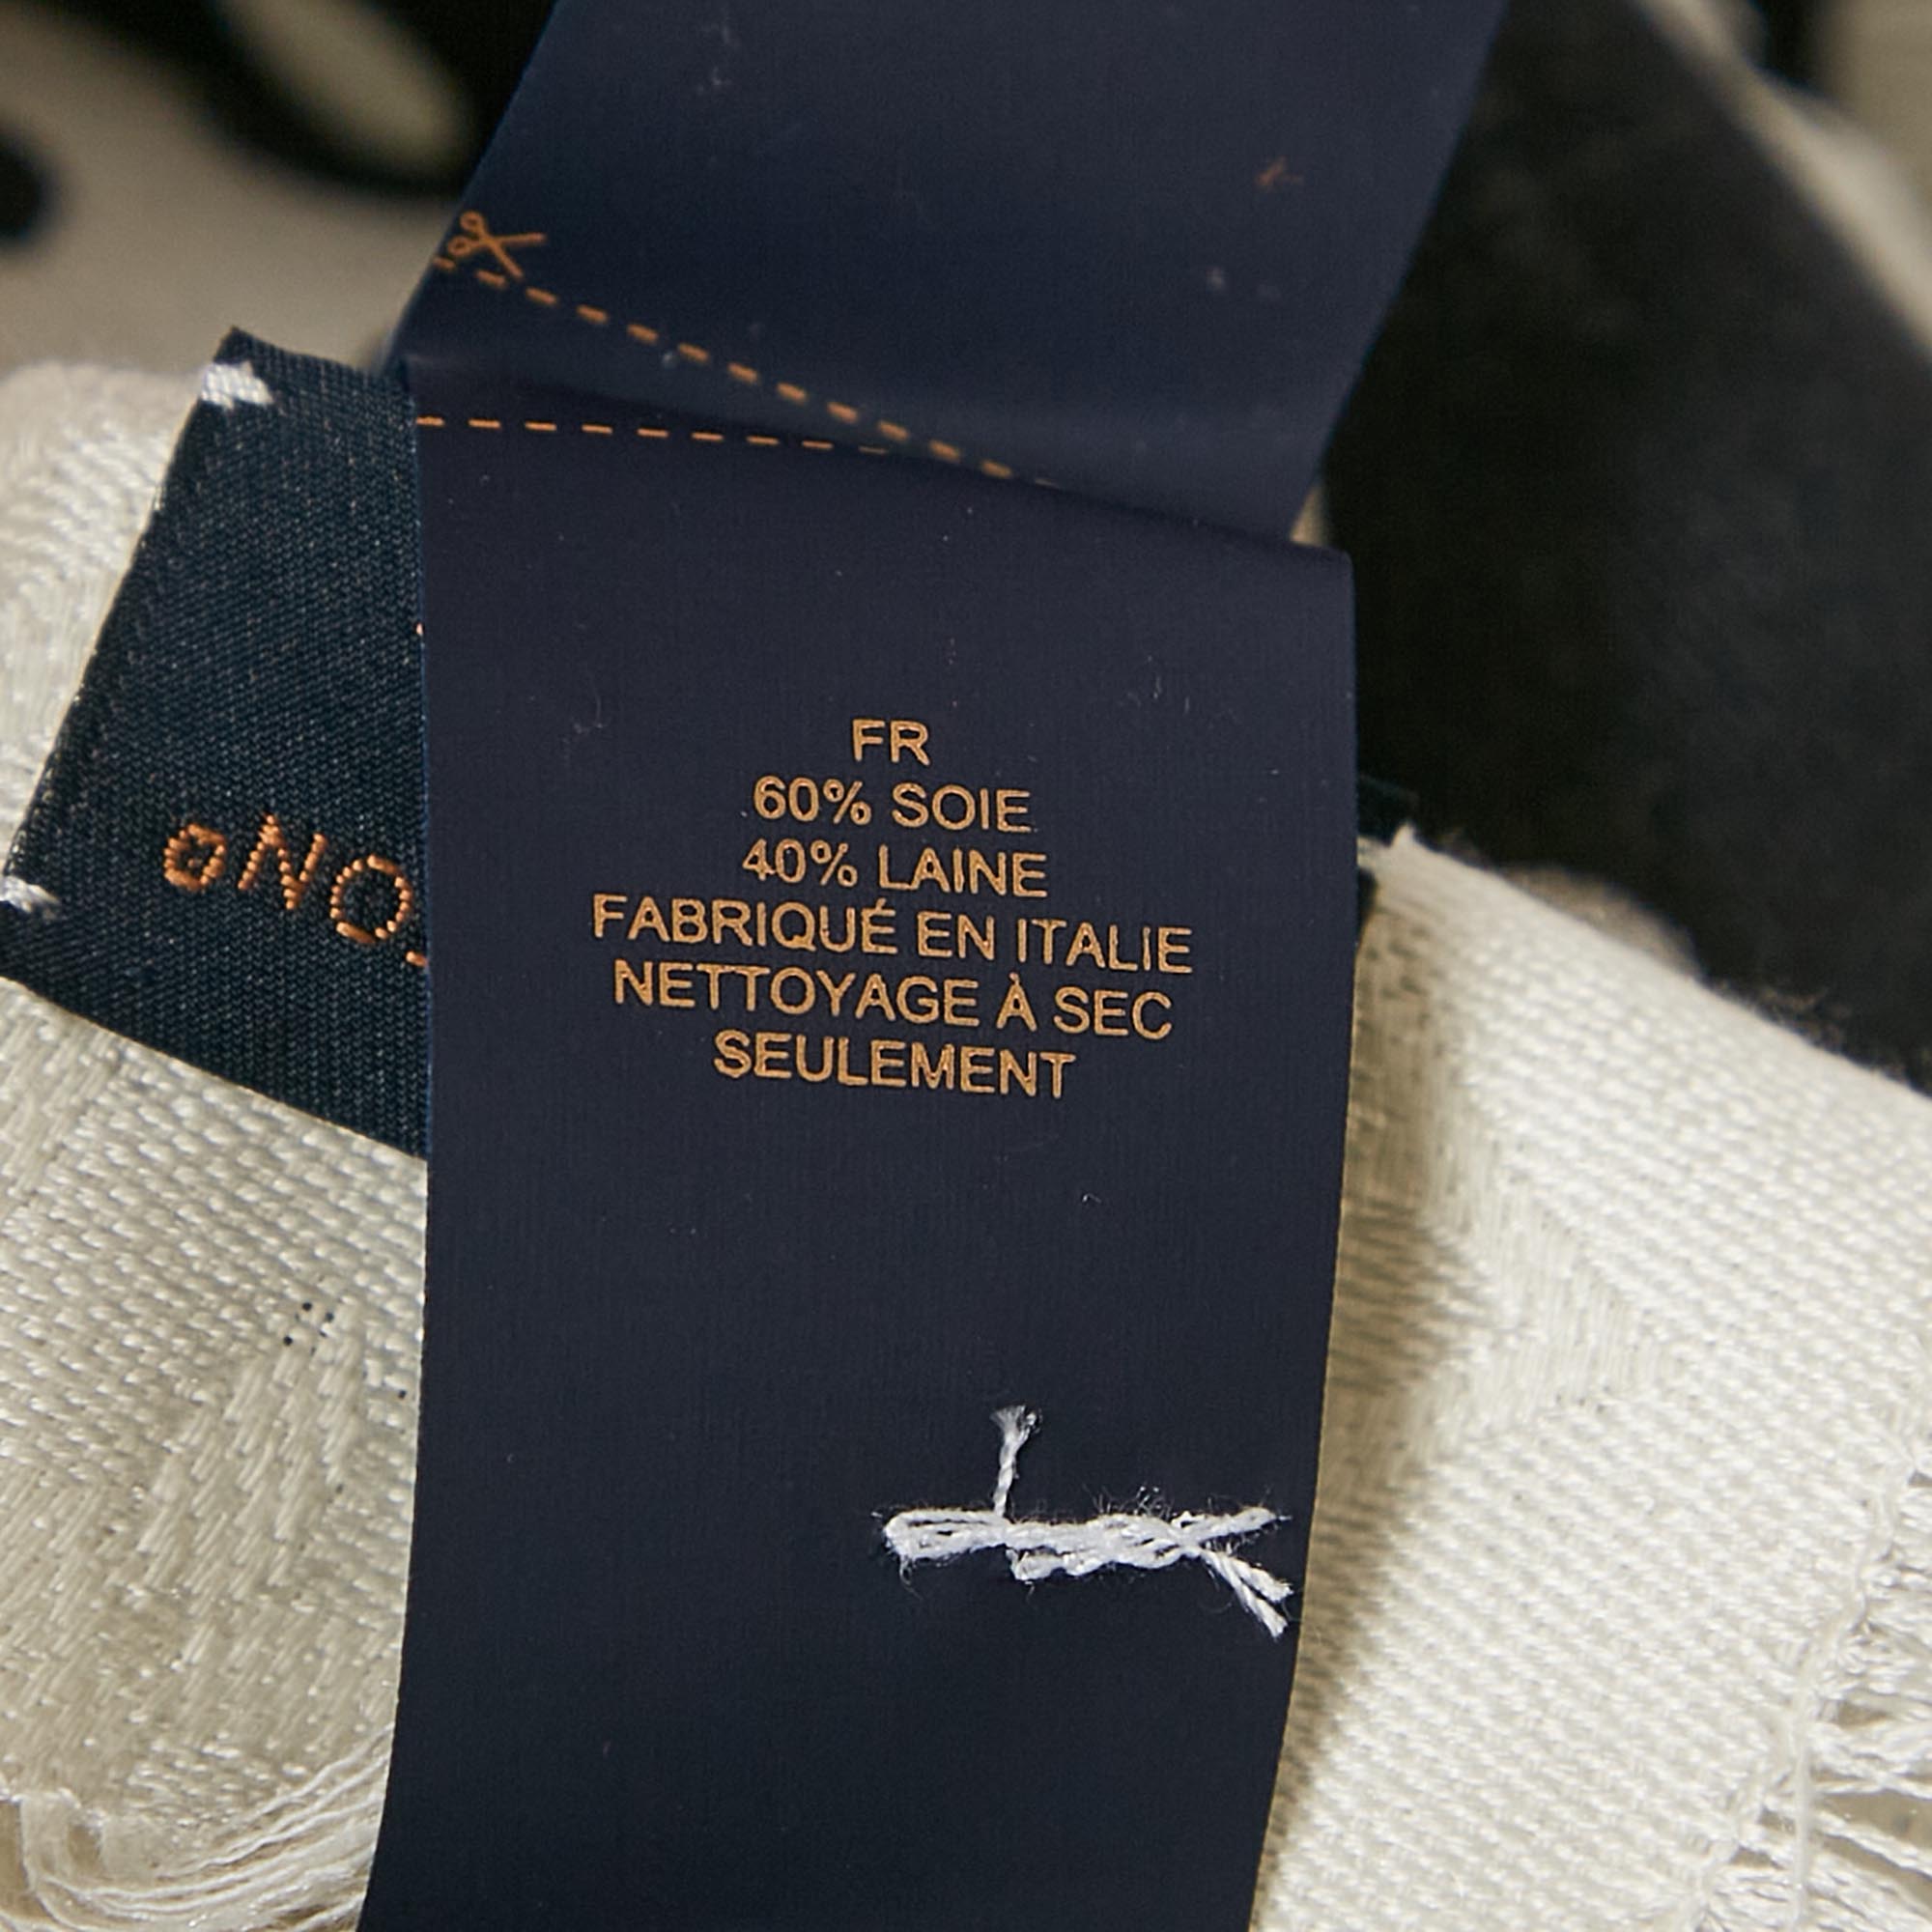 FR
60% SOIE
40% LAINE
FABRIQUÉ EN ITALIE
NETTOYAGE À SEC
SEULEMENT